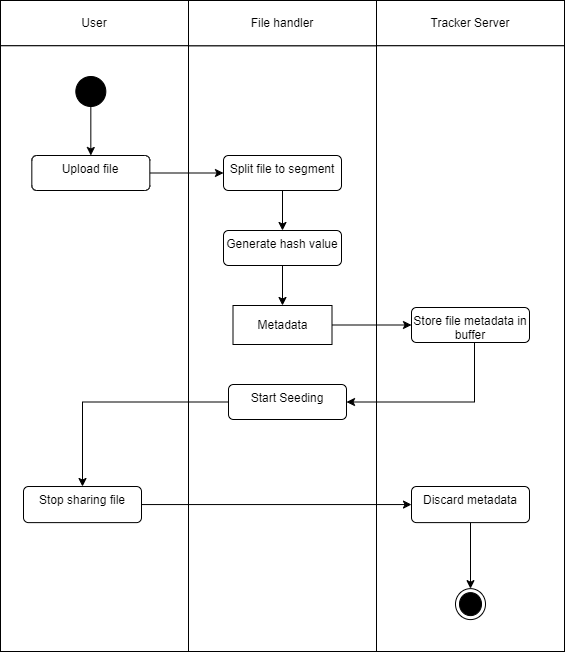 User
File handler
Tracker Server
Upload file
Split file to segment
Generate hash value
Metadata
Store file metadata in
buffer
Start Seeding
Stop sharing file
Discard metadata